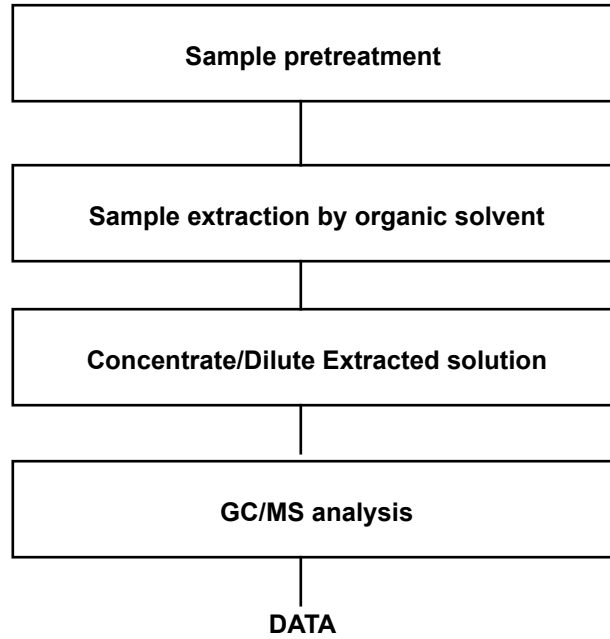 Sample pretreatment
Sample extraction by organic solvent
Concentrate/Dilute Extracted solution
GC/MS analysis
DATA